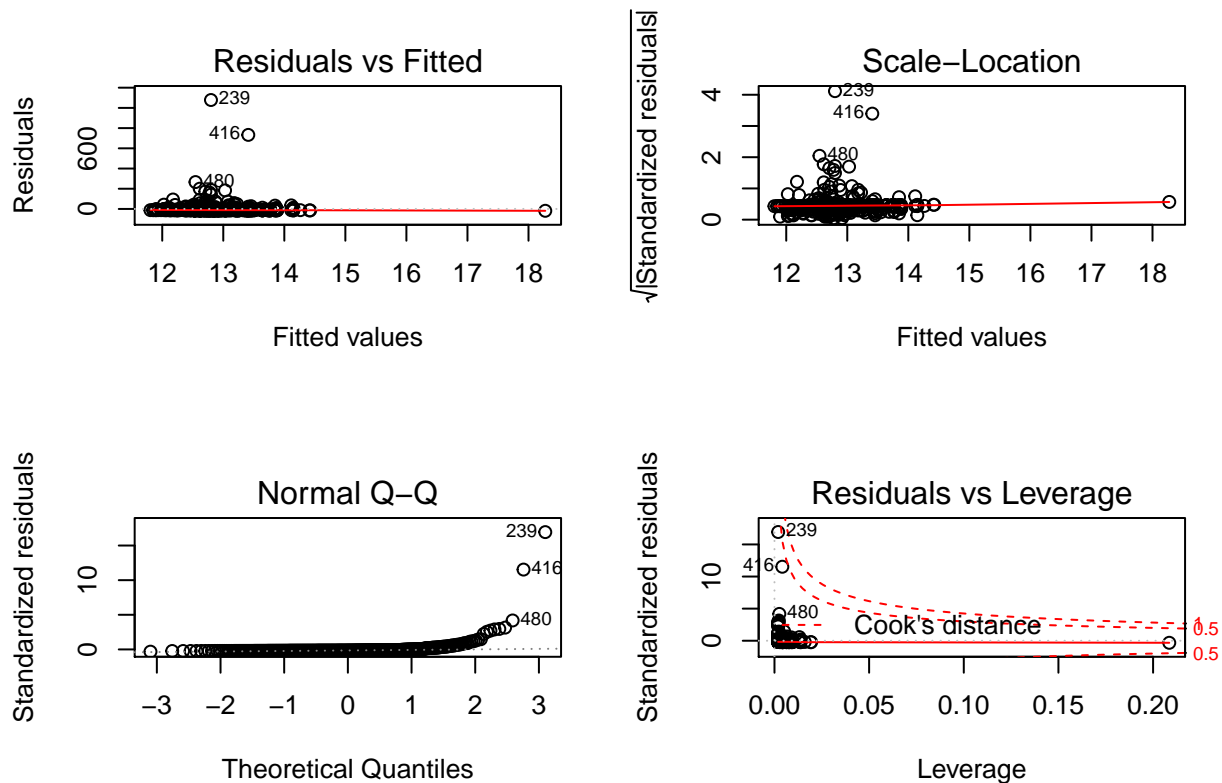 Residuals vs Fitted
Residuals
600
0
239
416
480
12 13 14 15 16 17 18
Fitted values
Scale−Location
√|Standardized residuals|
4
2
0
239
416
480
12 13 14 15 16 17 18
Fitted values
Normal Q−Q
Standardized residuals
10
0
239
416
480
−3 −2 −1 0 1 2 3
Theoretical Quantiles
Residuals vs Leverage
Standardized residuals
10
0
239
416
480
Cook's distance
1
0.5
0.5
0.00 0.05 0.10 0.15 0.20
Leverage